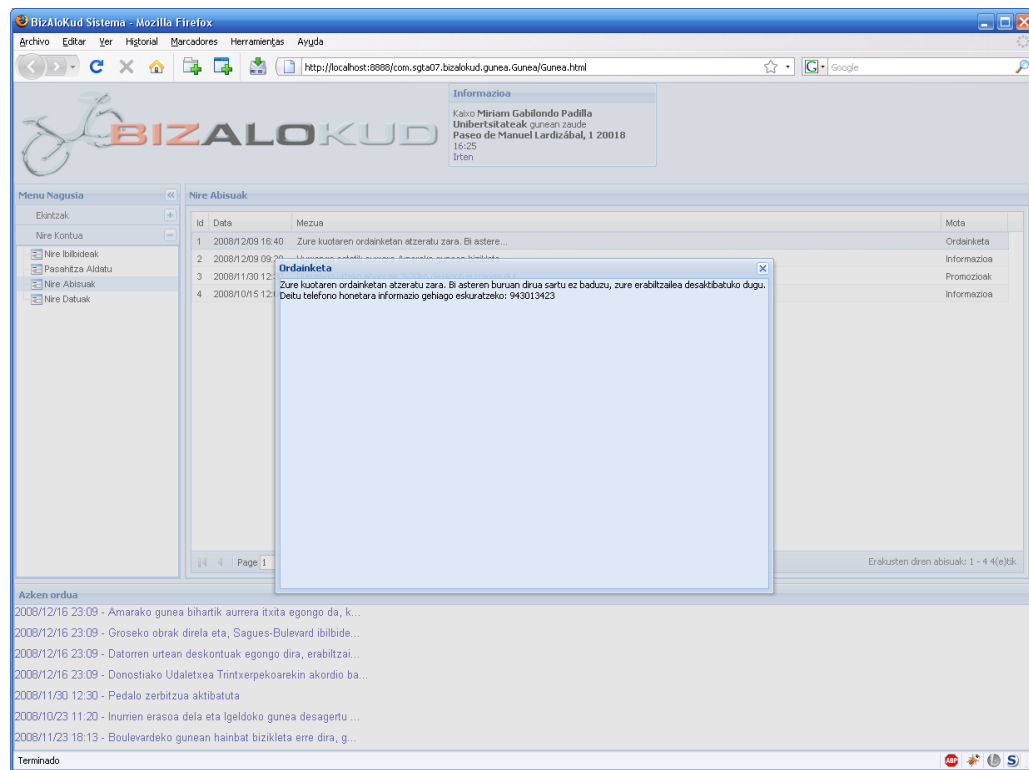 BizAloKud Sistema - Mozilla Firefox
Archivo Editar Ver Historial Marcadores Herramientas Ayuda
http://localhost:8888/com.sgta07.bizalokud.gunea.Gunea/Gunea.html
G Google
BIZALOKUD
Informazioa
Kaixo Miriam Gabilondo Padilla
Unibertsitateak gunean zaude
Paseo de Manuel Lardizábal, 1 20018
16:25
Irten
Menu Nagusia
Ekintzak
Nire Kontua
Nire Ibilbideak
Pasahitza Aldatu
Nire Abisuak
Nire Datuak
Nire Abisuak
Id Data Mezua Mota
1 2008/12/09 16:40 Zure kuotaren ordainketan atzeratu zara. Bi astere... Ordainketa
2 2008/12/09 09:30 Informazioa
3 2008/11/30 12: Promozioak
4 2008/10/15 12:0 Informazioa
Ordainketa
Zure kuotaren ordainketan atzeratu zara. Bi asteren buruan dirua sartu ez baduzu, zure erabiltzailea desaktibatuko dugu.
Deitu telefono honetara informazio gehiago eskuratzeko: 943013423
Page 1
Erakusten diren abisuak: 1 - 4 4(e)tik
Azken ordua
2008/12/16 23:09 - Amarako gunea bihartik aurrera itxita egongo da, k...
2008/12/16 23:09 - Groseko obrak direla eta, Sagues-Bulevard ibilbide...
2008/12/16 23:09 - Datorren urtean deskontuak egongo dira, erabiltzai...
2008/12/16 23:09 - Donostiako Udaletxea Trintxerpekoarekin akordio ba...
2008/11/30 12:30 - Pedalo zerbitzua aktibatuta
2008/10/23 11:20 - Inurrien erasoa dela eta Igeldoko gunea desagertu ...
2008/11/23 18:13 - Boulevardeko gunean hainbat bizikleta erre dira, g...
Terminado
ABP
S